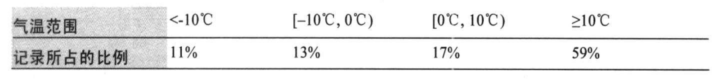 气温范围 <-10℃ [–10℃, 0℃) [0℃, 10℃) ≥10℃
记录所占的比例 11% 13% 17% 59%